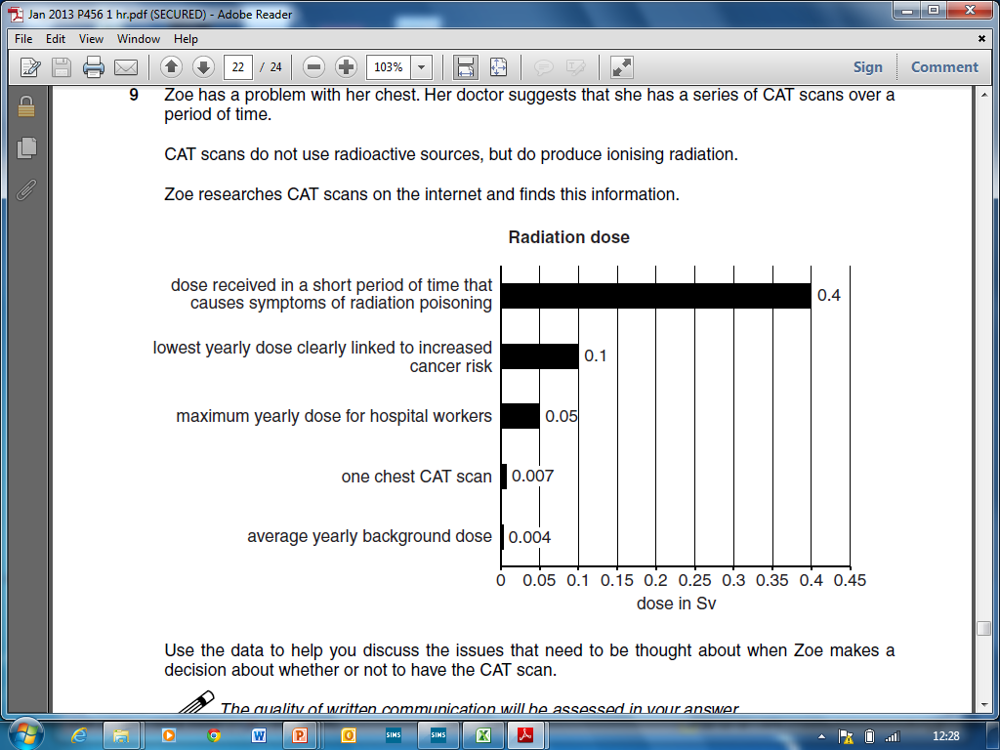 Jan 2013 P456 1 hr.pdf (SECURED) - Adobe Reader
File Edit View Window Help
22 / 24 103% Sign Comment
9 Zoe has a problem with her chest. Her doctor suggests that she has a series of CAT scans over a
period of time.
CAT scans do not use radioactive sources, but do produce ionising radiation.
Zoe researches CAT scans on the internet and finds this information.
Radiation dose
dose received in a short period of time that
causes symptoms of radiation poisoning
0.4
lowest yearly dose clearly linked to increased
cancer risk
0.1
maximum yearly dose for hospital workers 0.05
one chest CAT scan 0.007
average yearly background dose 0.004
0 0.05 0.1 0.15 0.2 0.25 0.3 0.35 0.4 0.45
dose in Sv
Use the data to help you discuss the issues that need to be thought about when Zoe makes a
decision about whether or not to have the CAT scan.
The quality of written communication will be assessed in your answer
SIMS SIMS 12:28